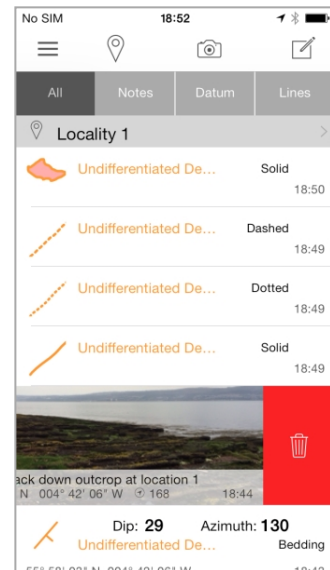 No SIM 18:52
All Notes Datum Lines
Locality 1
Undifferentiated De... Solid
18:50
Undifferentiated De... Dashed
18:49
Undifferentiated De... Dotted
18:49
Undifferentiated De... Solid
18:49
ack down outcrop at location 1
N 004° 42' 06" W 168 18:44
Dip: 29 Azimuth: 130
Undifferentiated De... Bedding